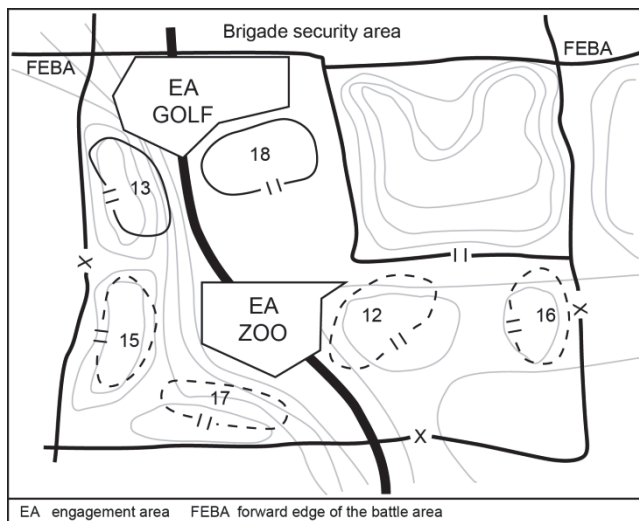 Brigade security area
FEBA
FEBA
EA
GOLF
18
13
X
X
EA
ZOO
12
16
15
17
X
EA engagement area FEBA forward edge of the battle area